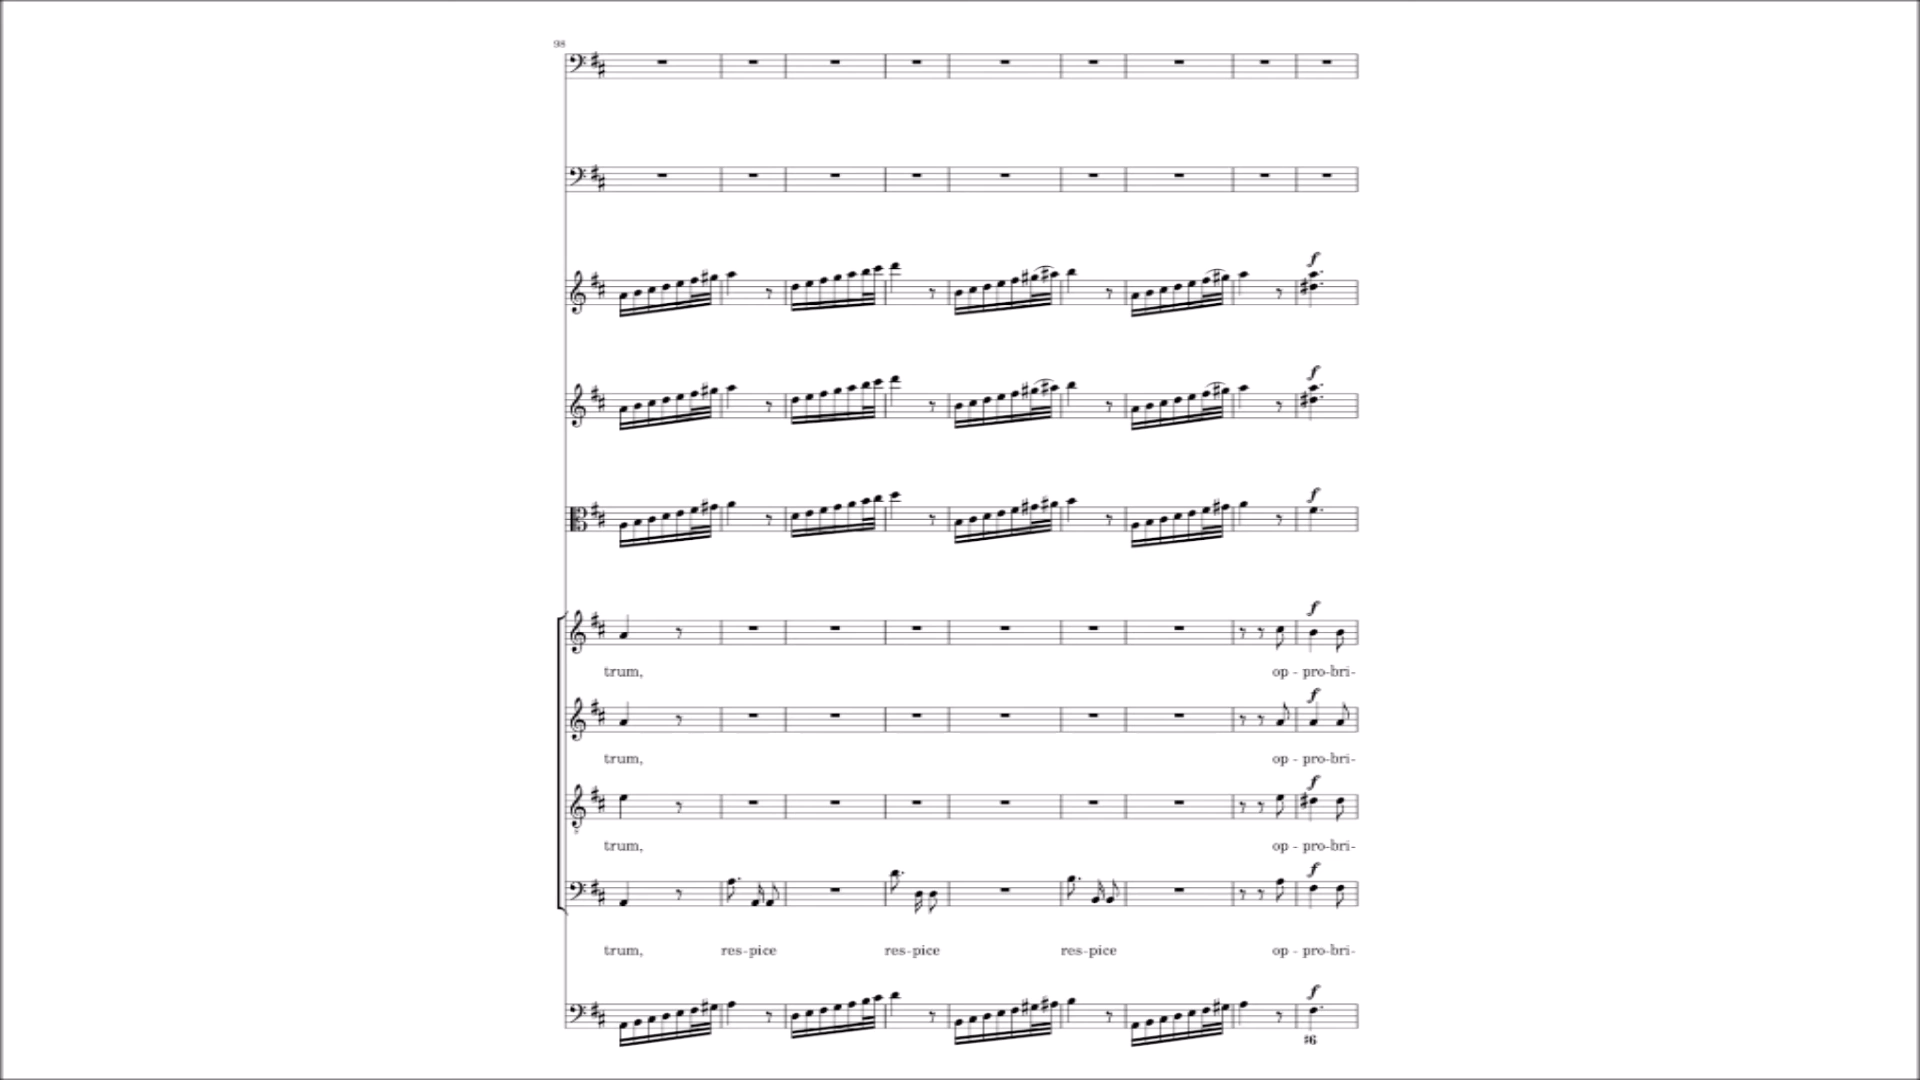 98
f
f
f
f
trum, op - pro-bri-
f
trum, op - pro-bri-
f
trum, op - pro-bri-
f
trum, res-pice res-pice res-pice op - pro-bri-
f
♯6